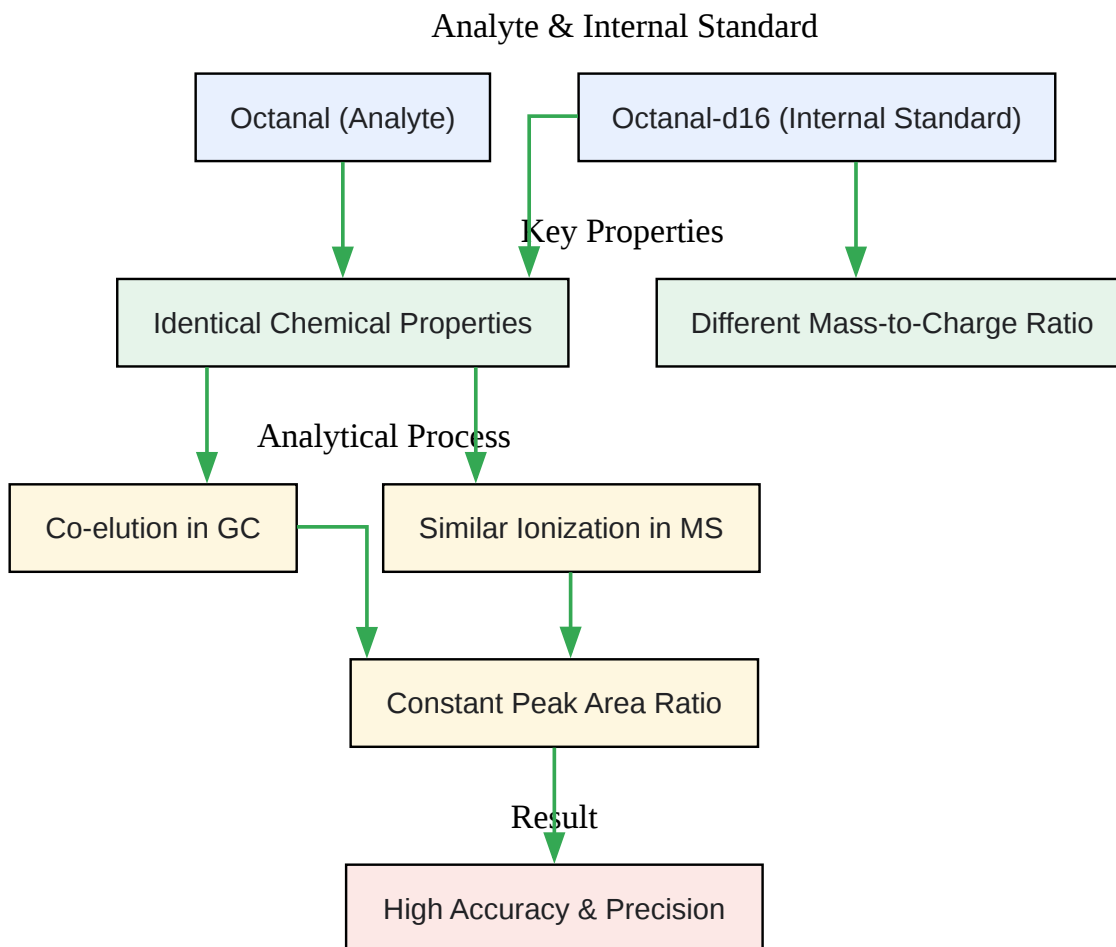 Analyte & Internal Standard
Octanal (Analyte)
Octanal-d16 (Internal Standard)
Key Properties
Identical Chemical Properties
Different Mass-to-Charge Ratio
Analytical Process
Co-elution in GC
Similar Ionization in MS
Constant Peak Area Ratio
Result
High Accuracy & Precision